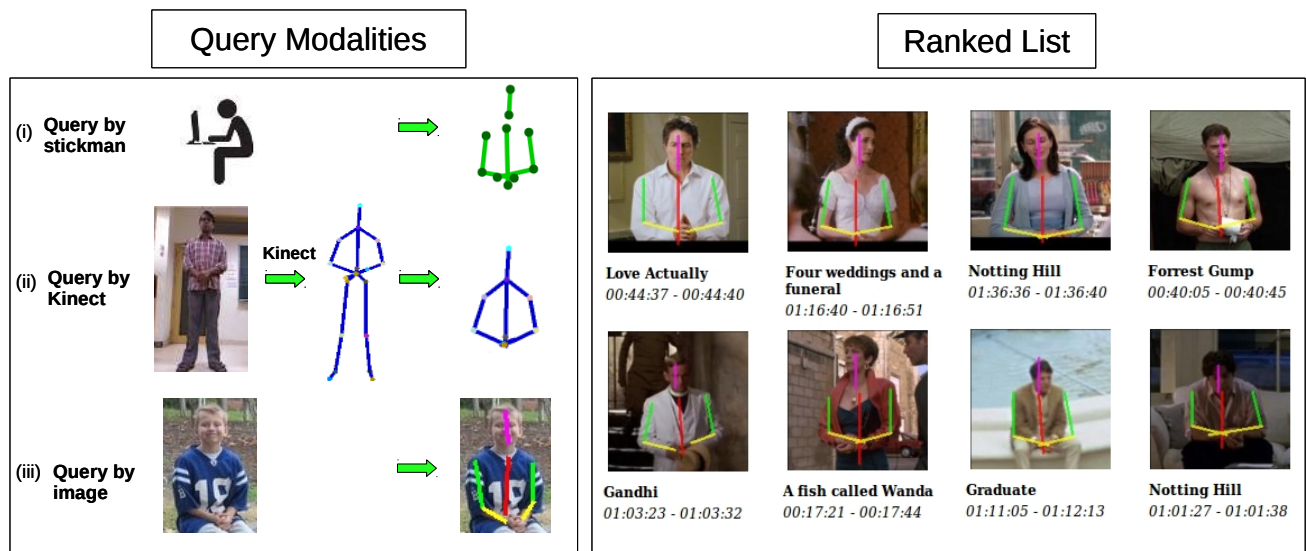 Query Modalities
Ranked List
(i) Query by
stickman
Kinect
(ii) Query by
Kinect
(iii) Query by
image
18
18
Love Actually
00:44:37 - 00:44:40
Four weddings and a
funeral
01:16:40 - 01:16:51
Notting Hill
01:36:36 - 01:36:40
Forrest Gump
00:40:05 - 00:40:45
Gandhi
01:03:23 - 01:03:32
A fish called Wanda
00:17:21 - 00:17:44
Graduate
01:11:05 - 01:12:13
Notting Hill
01:01:27 - 01:01:38